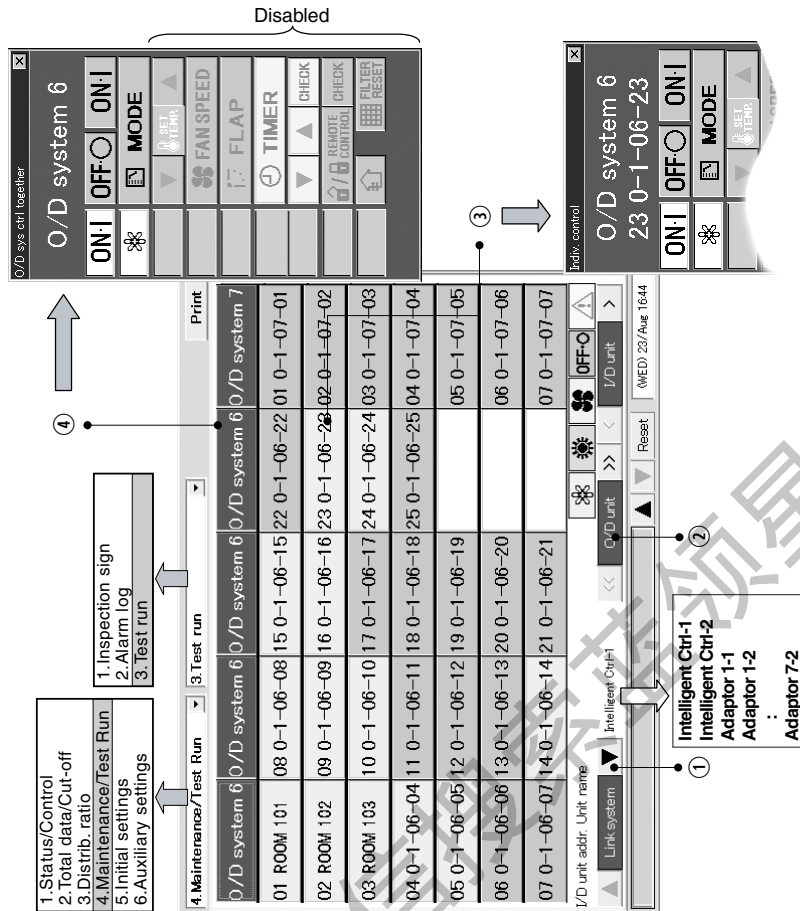 1.Status/Control
2.Total data/Cut-off
3.Distrib. ratio
4.Maintenance/Test Run
5.Initial settings
6.Auxiliary settings
1.Inspection sign
2.Alarm log
3.Test run
④
4.Maintenance/Test Run ▼ 3.Test run ▼ Print
O/D system 6 O/D system 6 O/D system 6 O/D system 6 O/D system 7
01 ROOM 101 08 0-1-06-08 15 0-1-06-15 22 0-1-06-22 01 0-1-07-01
02 ROOM 102 09 0-1-06-09 16 0-1-06-16 23 0-1-06-23 02 0-1-07-02
03 ROOM 103 10 0-1-06-10 17 0-1-06-17 24 0-1-06-24 03 0-1-07-03
04 0-1-06-04 11 0-1-06-11 18 0-1-06-18 25 0-1-06-25 04 0-1-07-04
05 0-1-06-05 12 0-1-06-12 19 0-1-06-19 05 0-1-07-05
06 0-1-06-06 13 0-1-06-13 20 0-1-06-20 06 0-1-07-06
07 0-1-06-07 14 0-1-06-14 21 0-1-06-21 07 0-1-07-07
I/D unit addr. Unit name OFF·○
▲ Link system ▼ Intelligent Ctrl-1 << O/D unit >> < I/D unit >
▲ ▼ Reset (WED) 23/Aug 16:44
①
②
Intelligent Ctrl-1
Intelligent Ctrl-2
Adaptor 1-1
Adaptor 1-2
:
Adaptor 7-2
③
O/D sys ctrl together ×
O/D system 6
ON·I OFF·○ ON·I
MODE
▼ SET TEMP. ▲
FAN SPEED
FLAP
TIMER
▼ ▲ CHECK
/ REMOTE CONTROL CHECK
FILTER RESET
Disabled
Indiv. control ×
O/D system 6
23 0-1-06-23
ON·I OFF·○ ON·I
MODE
▼ SET TEMP. ▲
信搜索蓝领星